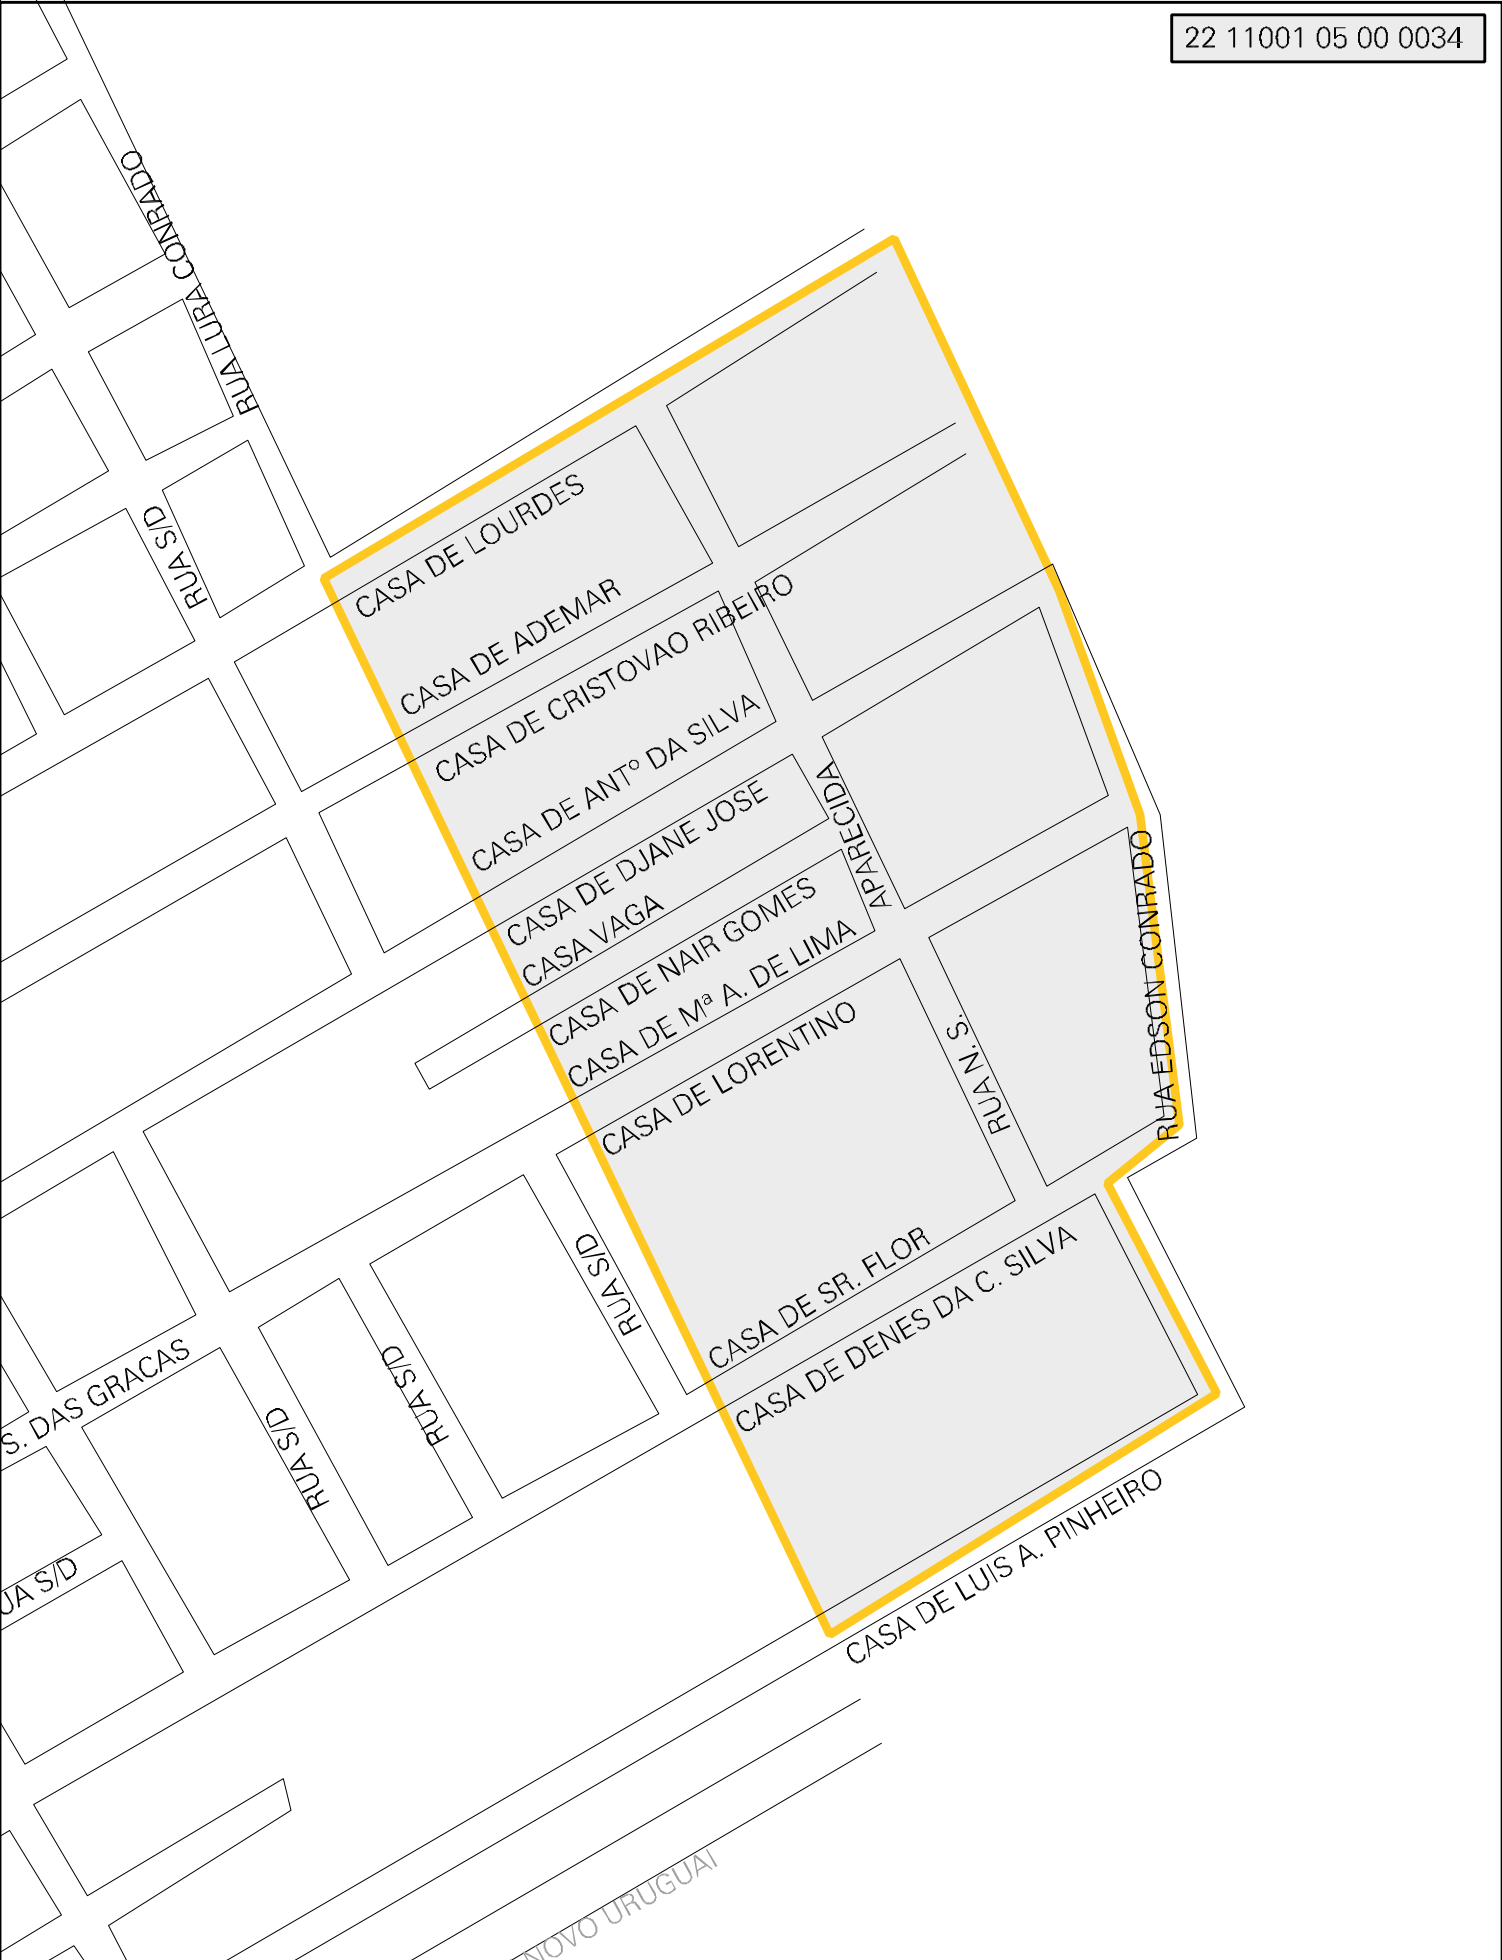 22 11001 05 00 0034
RUA LURA CONRADO
CASA DE LOURDES
RUA S/D
CASA DE ADEMAR
CASA DE CRISTOVAO RIBEIRO
CASA DE ANTº DA SILVA
CASA DE DJANE JOSE
APARECIDA
CASA VAGA
CASA DE NAIR GOMES
RUA EDSON CONRADO
CASA DE Mª A. DE LIMA
CASA DE LORENTINO
RUA N. S.
RUA S/D
CASA DE SR. FLOR
CASA DE DENES DA C. SILVA
S. DAS GRACAS
RUA S/D
RUA S/D
CASA DE LUIS A. PINHEIRO
UA S/D
NOVO URUGUAI